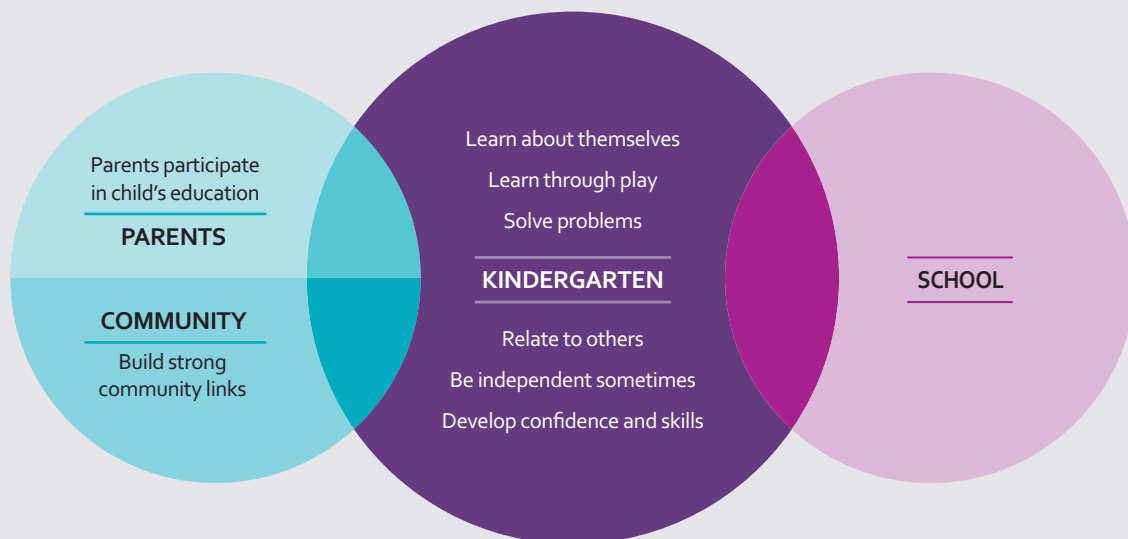 Parents participate
in child's education
PARENTS
COMMUNITY
Build strong
community links
Learn about themselves
Learn through play
Solve problems
KINDERGARTEN
Relate to others
Be independent sometimes
Develop confidence and skills
SCHOOL